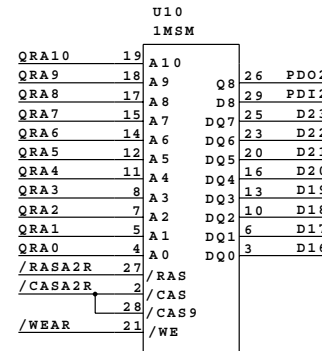 U10
1MSM
QRA10 19 A10
QRA9 18 A9 Q8 26 PDO2
QRA8 17 A8 D8 29 PDI2
QRA7 15 A7 DQ7 25 D23
QRA6 14 A6 DQ6 23 D22
QRA5 12 A5 DQ5 20 D21
QRA4 11 A4 DQ4 16 D20
QRA3 8 A3 DQ3 13 D19
QRA2 7 A2 DQ2 10 D18
QRA1 5 A1 DQ1 6 D17
QRA0 4 A0 DQ0 3 D16
/RASA2R 27 /RAS
/CASA2R 2 /CAS
28 /CAS9
/WEAR 21 /WE